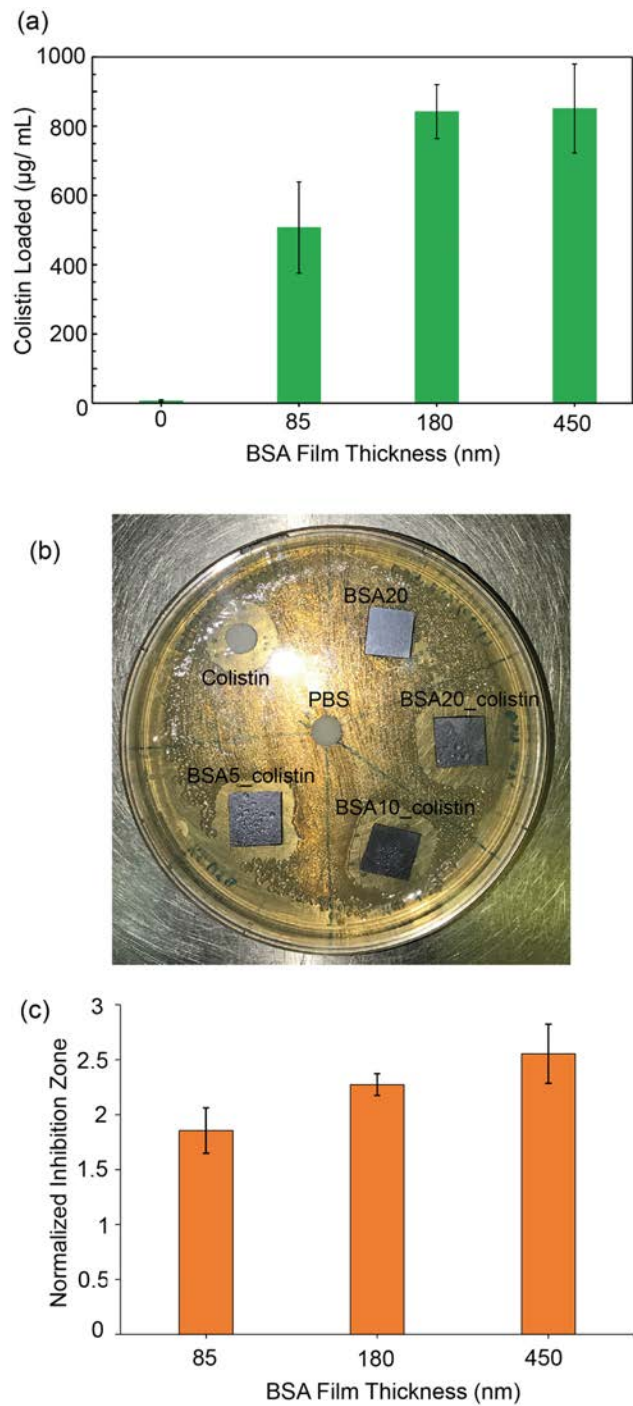 (a)
1000
800
600
400
200
0
Colistin Loaded (µg/ mL)
0 85 180 450
BSA Film Thickness (nm)
(b)
BSA20
Colistin
PBS
BSA20_colistin
BSA5_colistin
BSA10_colistin
(c)
3
2.5
2
1.5
1
0.5
0
Normalized Inhibition Zone
85 180 450
BSA Film Thickness (nm)